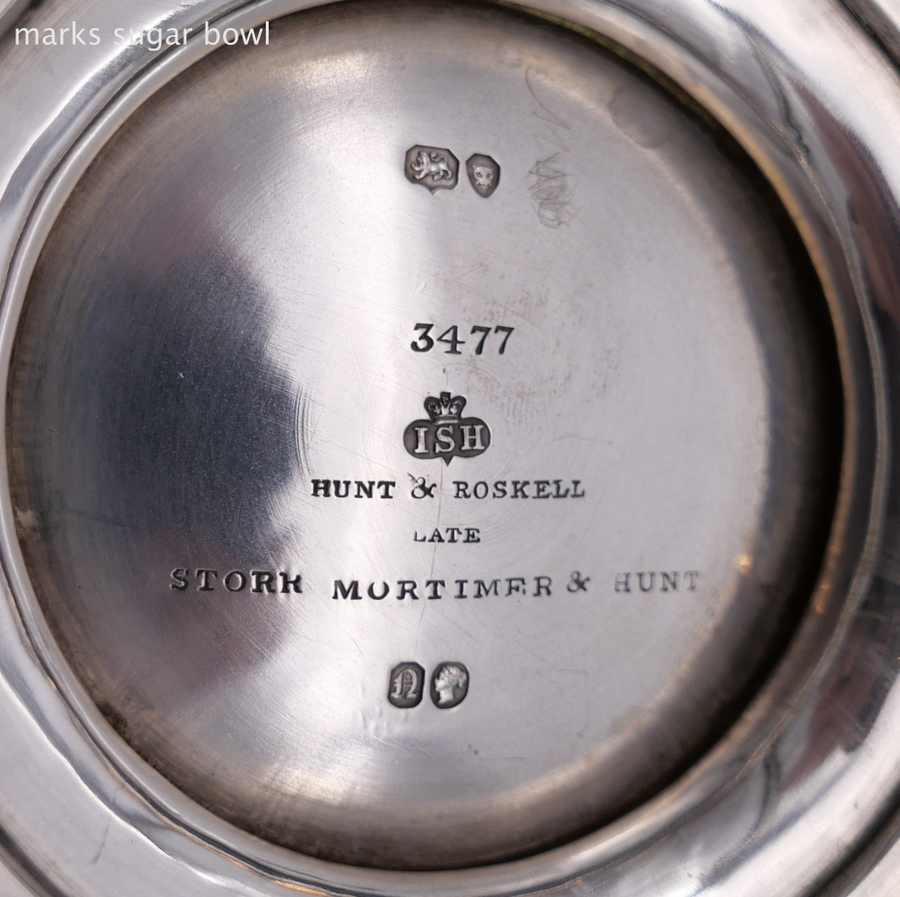 marks sugar bowl
3477
ISH
HUNT & ROSKELL
LATE
STORR MORTIMER & HUNT